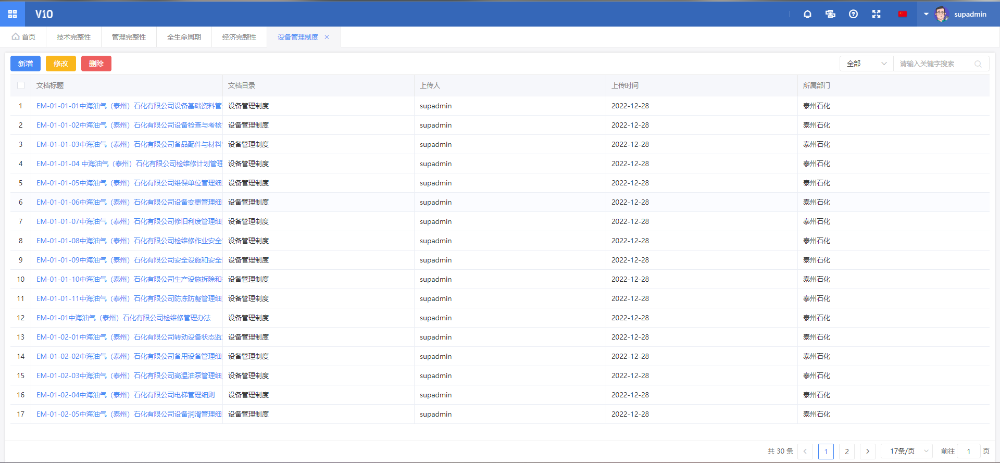 V10
supadmin
首页 技术完整性 管理完整性 全生命周期 经济完整性 设备管理制度
新增 修改 删除 全部 请输入关键字搜索
文档标题 文档目录 上传人 上传时间 所属部门
1 EM-01-01-01中海油气（泰州）石化有限公司设备基础资料管 设备管理制度 supadmin 2022-12-28 泰州石化
2 EM-01-01-02中海油气（泰州）石化有限公司设备检查与考核 设备管理制度 supadmin 2022-12-28 泰州石化
3 EM-01-01-03中海油气（泰州）石化有限公司备品配件与材料 设备管理制度 supadmin 2022-12-28 泰州石化
4 EM-01-01-04 中海油气（泰州）石化有限公司检维修计划管理 设备管理制度 supadmin 2022-12-28 泰州石化
5 EM-01-01-05中海油气（泰州）石化有限公司维保单位管理细 设备管理制度 supadmin 2022-12-28 泰州石化
6 EM-01-01-06中海油气（泰州）石化有限公司设备变更管理细 设备管理制度 supadmin 2022-12-28 泰州石化
7 EM-01-01-07中海油气（泰州）石化有限公司修旧利废管理细 设备管理制度 supadmin 2022-12-28 泰州石化
8 EM-01-01-08中海油气（泰州）石化有限公司检维修作业安全 设备管理制度 supadmin 2022-12-28 泰州石化
9 EM-01-01-09中海油气（泰州）石化有限公司安全设施和安全 设备管理制度 supadmin 2022-12-28 泰州石化
10 EM-01-01-10中海油气（泰州）石化有限公司生产设施拆除和 设备管理制度 supadmin 2022-12-28 泰州石化
11 EM-01-01-11中海油气（泰州）石化有限公司防冻防凝管理细 设备管理制度 supadmin 2022-12-28 泰州石化
12 EM-01-01中海油气（泰州）石化有限公司检维修管理办法 设备管理制度 supadmin 2022-12-28 泰州石化
13 EM-01-02-01中海油气（泰州）石化有限公司转动设备状态监 设备管理制度 supadmin 2022-12-28 泰州石化
14 EM-01-02-02中海油气（泰州）石化有限公司备用设备管理细 设备管理制度 supadmin 2022-12-28 泰州石化
15 EM-01-02-03中海油气（泰州）石化有限公司高温油泵管理细 设备管理制度 supadmin 2022-12-28 泰州石化
16 EM-01-02-04中海油气（泰州）石化有限公司电梯管理细则 设备管理制度 supadmin 2022-12-28 泰州石化
17 EM-01-02-05中海油气（泰州）石化有限公司设备润滑管理细 设备管理制度 supadmin 2022-12-28 泰州石化
共 30 条 1 2 17条/页 前往 1 页